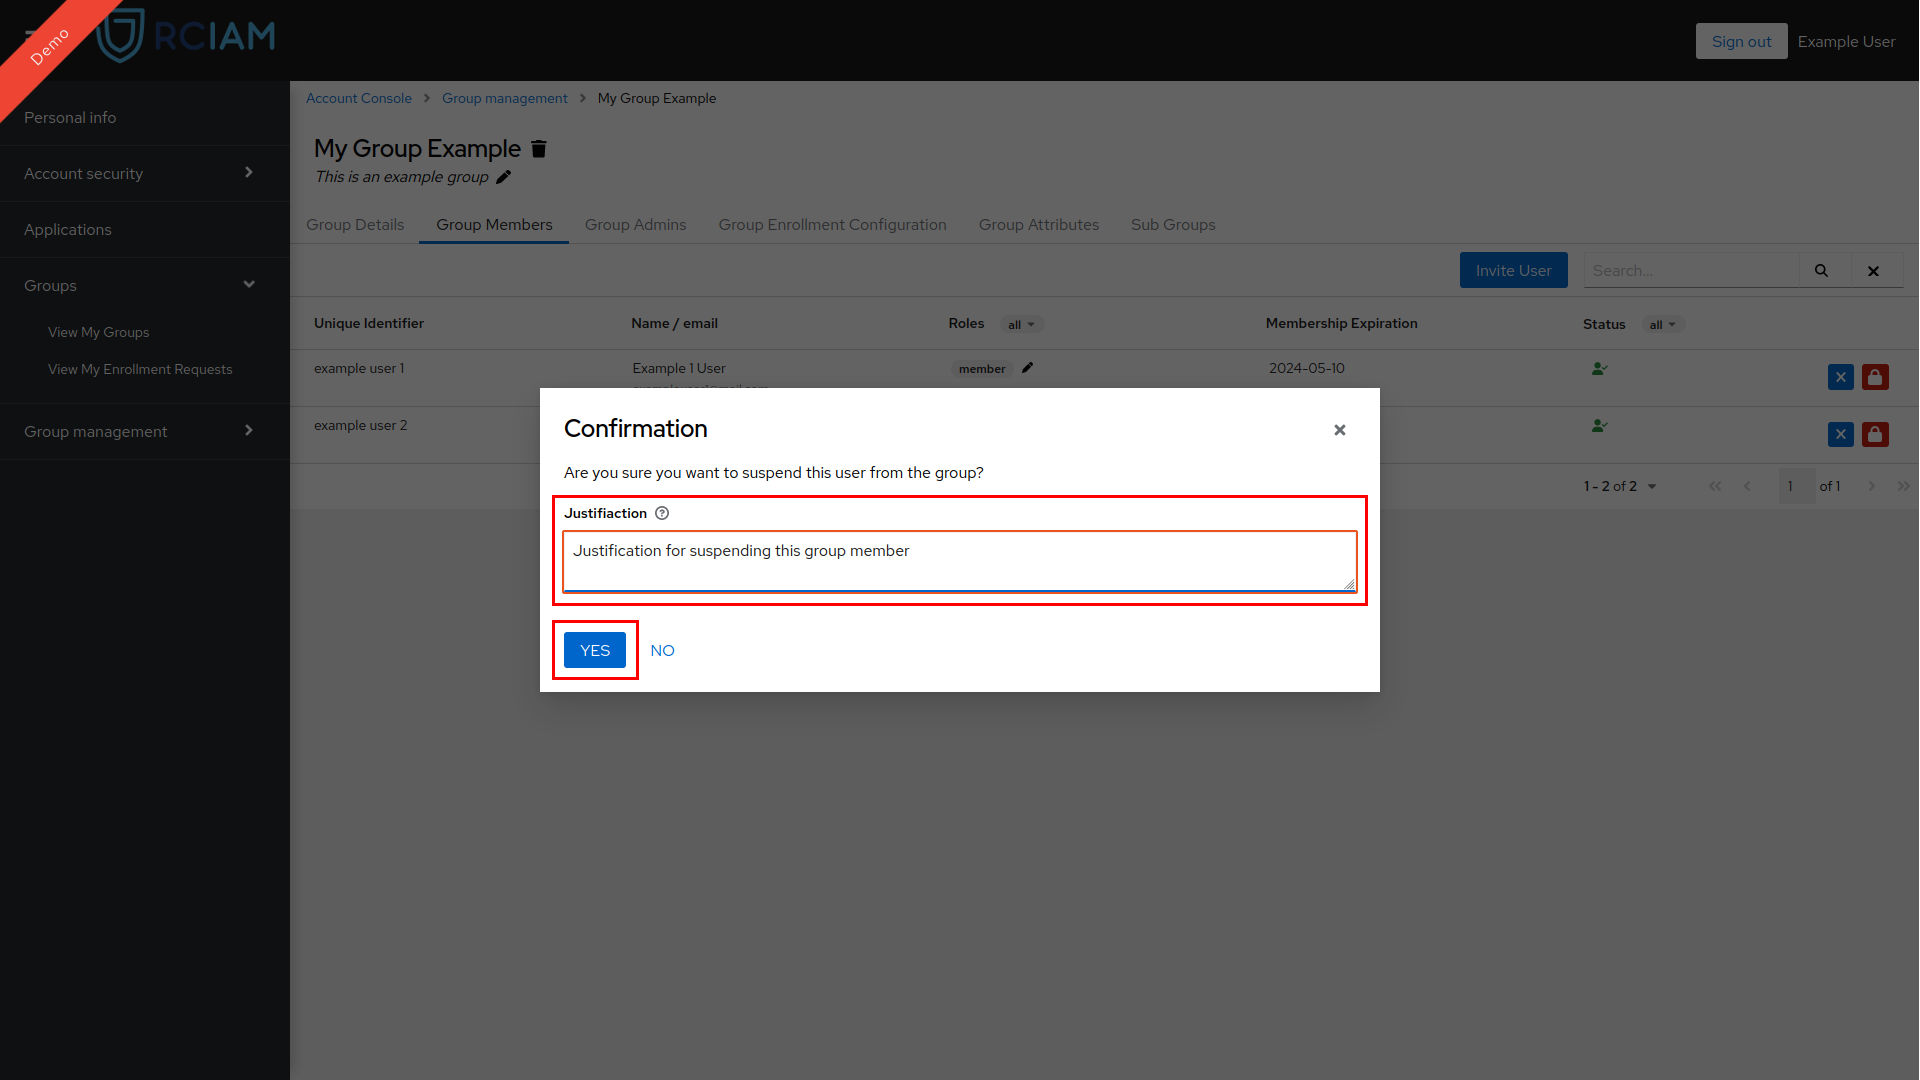 Demo
RCIAM
Sign out
Example User
Personal info
Account security
Applications
Groups
View My Groups
View My Enrollment Requests
Group management
Account Console > Group management > My Group Example
My Group Example
This is an example group
Group Details Group Members Group Admins Group Enrollment Configuration Group Attributes Sub Groups
Invite User Search...
Unique Identifier Name / email Roles all Membership Expiration Status all
example user 1 Example 1 User member 2024-05-10
example user 2
1 - 2 of 2 1 of 1
Confirmation
Are you sure you want to suspend this user from the group?
Justifiaction
Justification for suspending this group member
YES NO